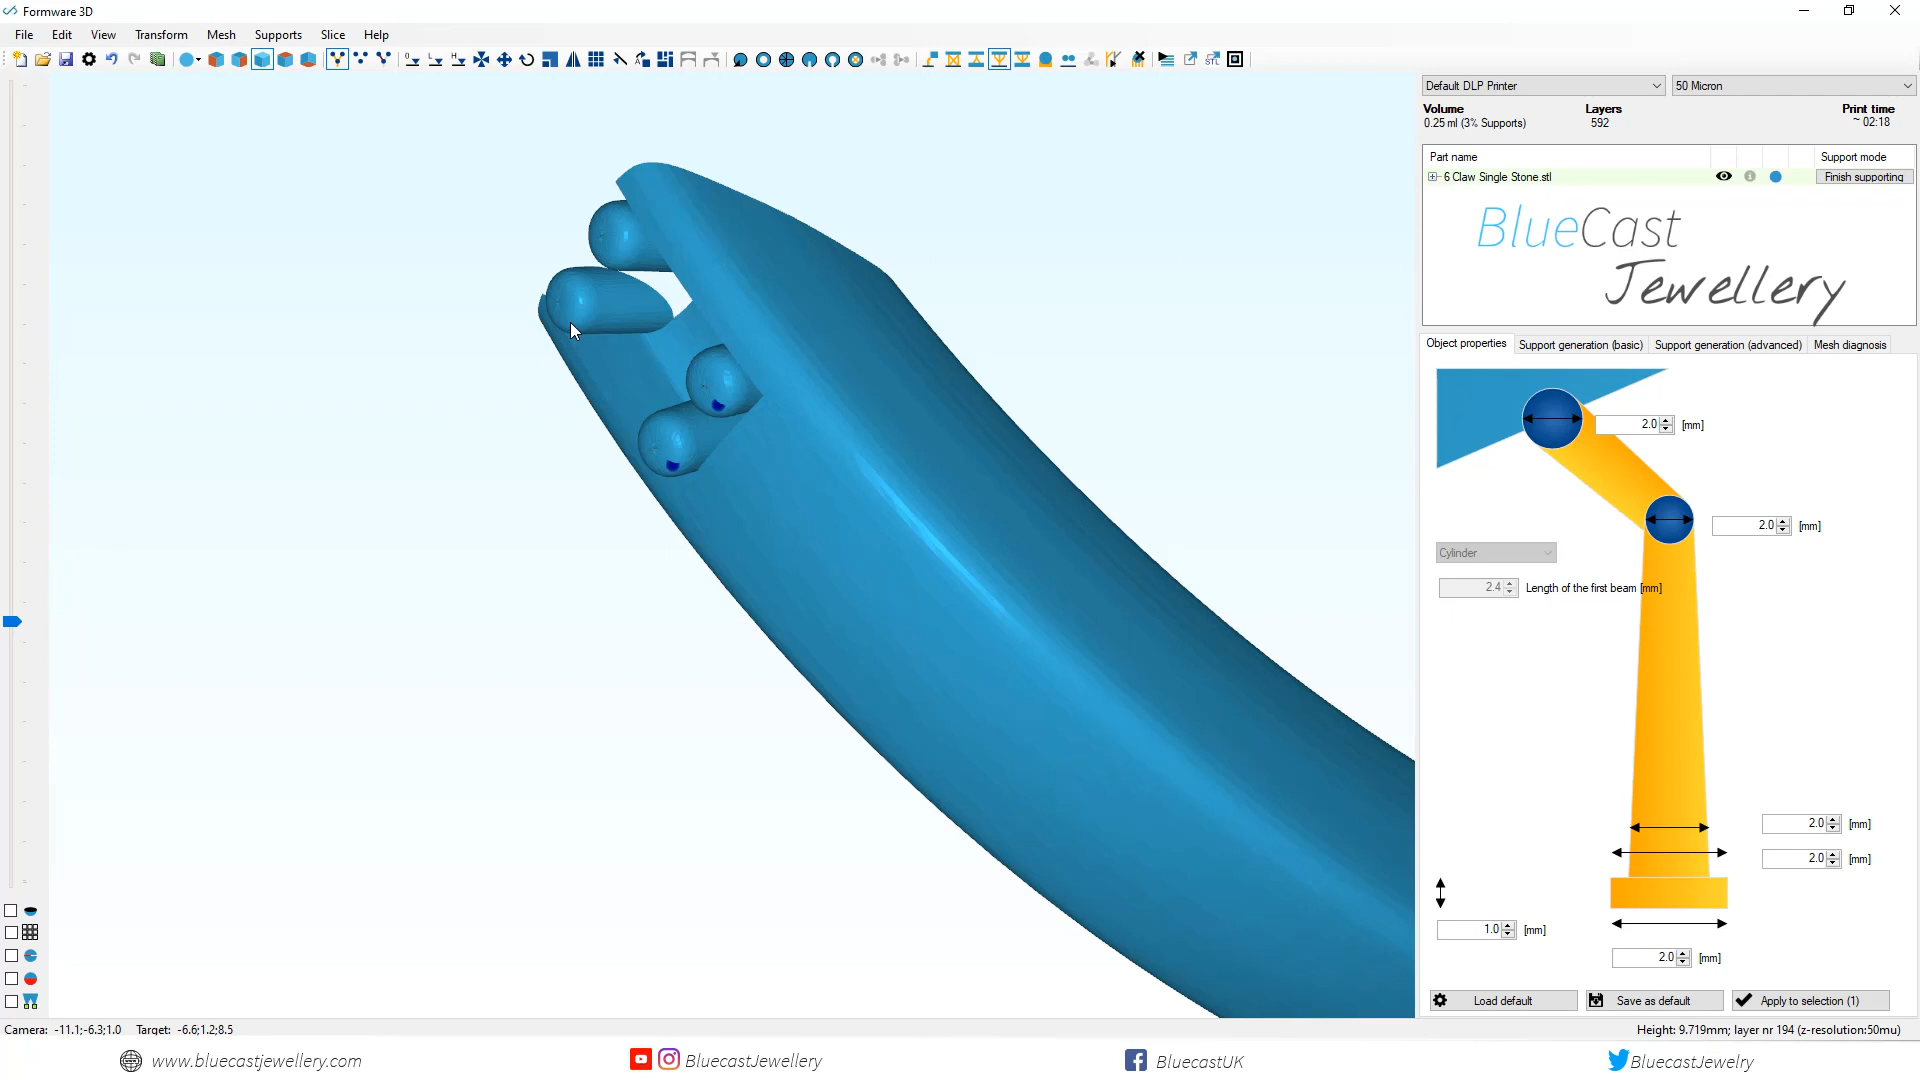 Formware 3D
File Edit View Transform Mesh Supports Slice Help
Default DLP Printer 50 Micron
Volume Layers Print time
0.25 ml (3% Supports) 592 ~ 02:18
Part name Support mode
6 Claw Single Stone.stl Finish supporting
BlueCast
Jewellery
Object properties Support generation (basic) Support generation (advanced) Mesh diagnosis
2.0 [mm]
2.0 [mm]
Cylinder
2.4 Length of the first beam [mm]
2.0 [mm]
2.0 [mm]
1.0 [mm]
2.0 [mm]
Load default Save as default Apply to selection (1)
Camera: -11.1;-6.3;1.0 Target: -6.6;1.2;8.5 Height: 9.719mm; layer nr 194 (z-resolution:50mu)
www.bluecastjewellery.com BluecastJewellery BluecastUK BluecastJewelry